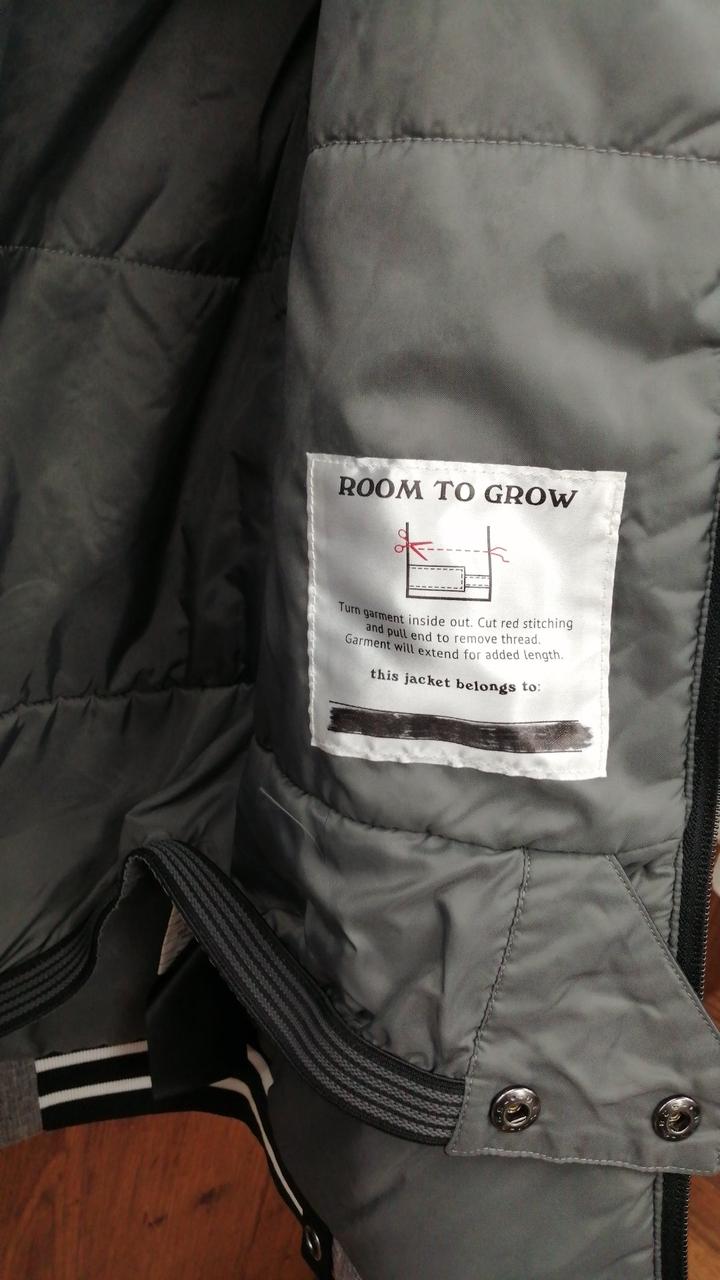 ROOM TO GROW
Turn garment inside out. Cut red stitching
and pull end to remove thread.
Garment will extend for added length.
this jacket belongs to: